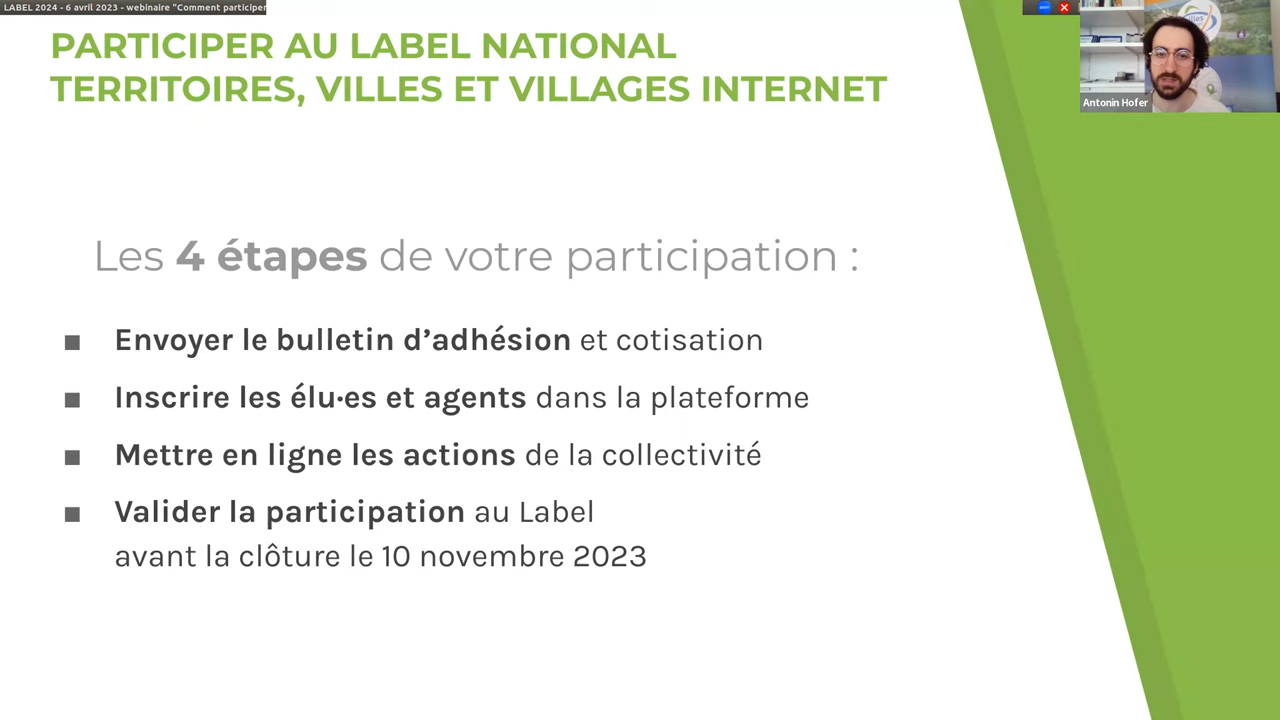 LABEL 2024 - 6 avril 2023 - webinaire "Comment participer
PARTICIPER AU LABEL NATIONAL
TERRITOIRES, VILLES ET VILLAGES INTERNET
Antonin Hofer
Les 4 étapes de votre participation :
■ Envoyer le bulletin d’adhésion et cotisation
■ Inscrire les élu·es et agents dans la plateforme
■ Mettre en ligne les actions de la collectivité
■ Valider la participation au Label
avant la clôture le 10 novembre 2023